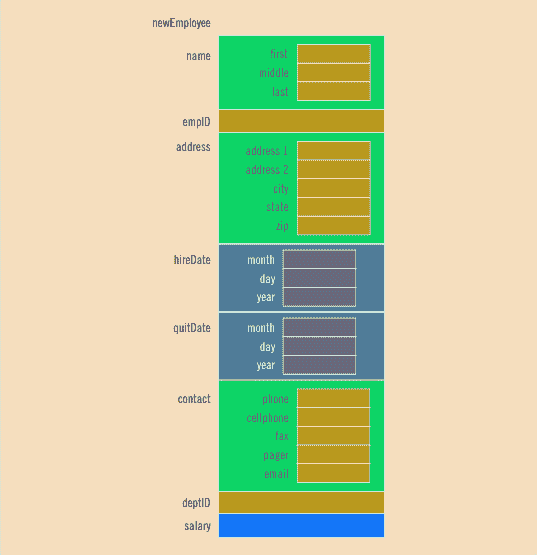 newEmployee
name
first
middle
last
empID
address
address 1
address 2
city
state
zip
hireDate
month
day
year
quitDate
month
day
year
contact
phone
cellphone
fax
pager
email
deptID
salary